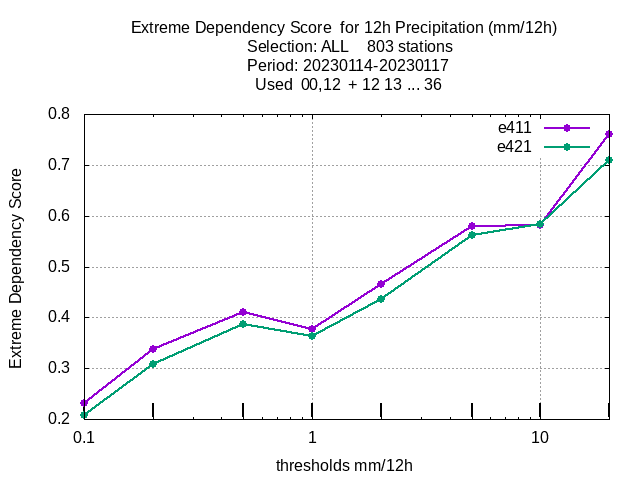 Extreme Dependency Score  for 12h Precipitation (mm/12h)
Selection: ALL    803 stations
Period: 20230114-20230117
Used  00,12  + 12 13 ... 36
0.8
e411
e421
0.7
0.6
0.5
0.4
0.3
0.2
Extreme Dependency Score
0.1
1
10
thresholds mm/12h